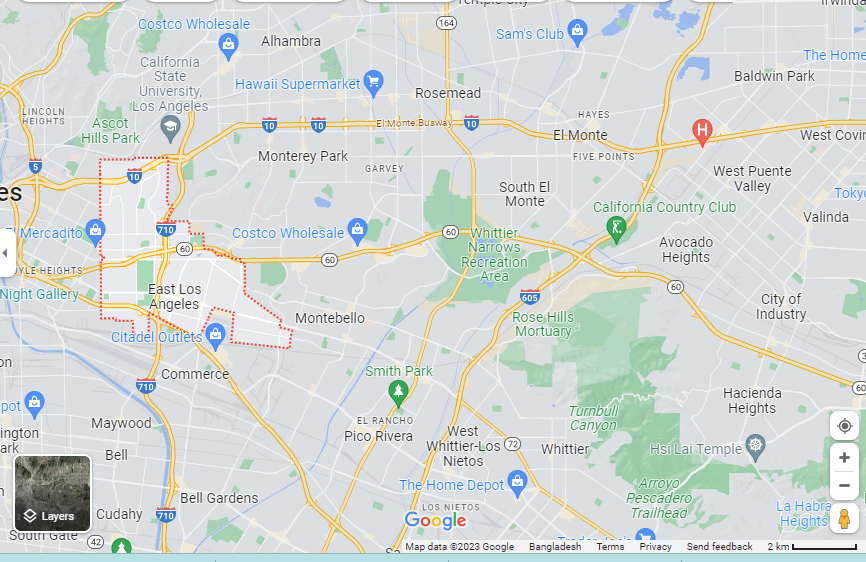 Temple City
Irwinda
Costco Wholesale
164
Sam's Club
Alhambra
The Home
California
State
University,
Los Angeles
Hawaii Supermarket
Baldwin Park
Rosemead
LINCOLN
HEIGHTS
Ascot
Hills Park
10
10
El Monte Busway
10
HAYES
El Monte
H
West Covin
5
Monterey Park
GARVEY
FIVE POINTS
10
West Puente
Valley
es
South El
Monte
Tokyo
California Country Club
Valinda
El Mercadito
710
Costco Wholesale
60
Whittier
Narrows
Recreation
Area
60
60
Avocado
Heights
OYLE HEIGHTS
Night Gallery
East Los
Angeles
605
60
City of
Industry
Rose Hills
Mortuary
Montebello
Citadel Outlets
Commerce
Smith Park
710
60
Hacienda
Heights
EL RANCHO
Pico Rivera
Turnbull
Canyon
Maywood
West
Whittier-Los
Nietos
72
Whittier
Hsi Lai Temple
Bell
Arroyo
Pescadero
Trailhead
The Home Depot
Bell Gardens
LOS NIETOS
La Habra
Heights
Layers
Cudahy
710
Google
South Gate
42
Trader Joe's
Map data ©2023 Google Bangladesh Terms Privacy Send feedback 2 km